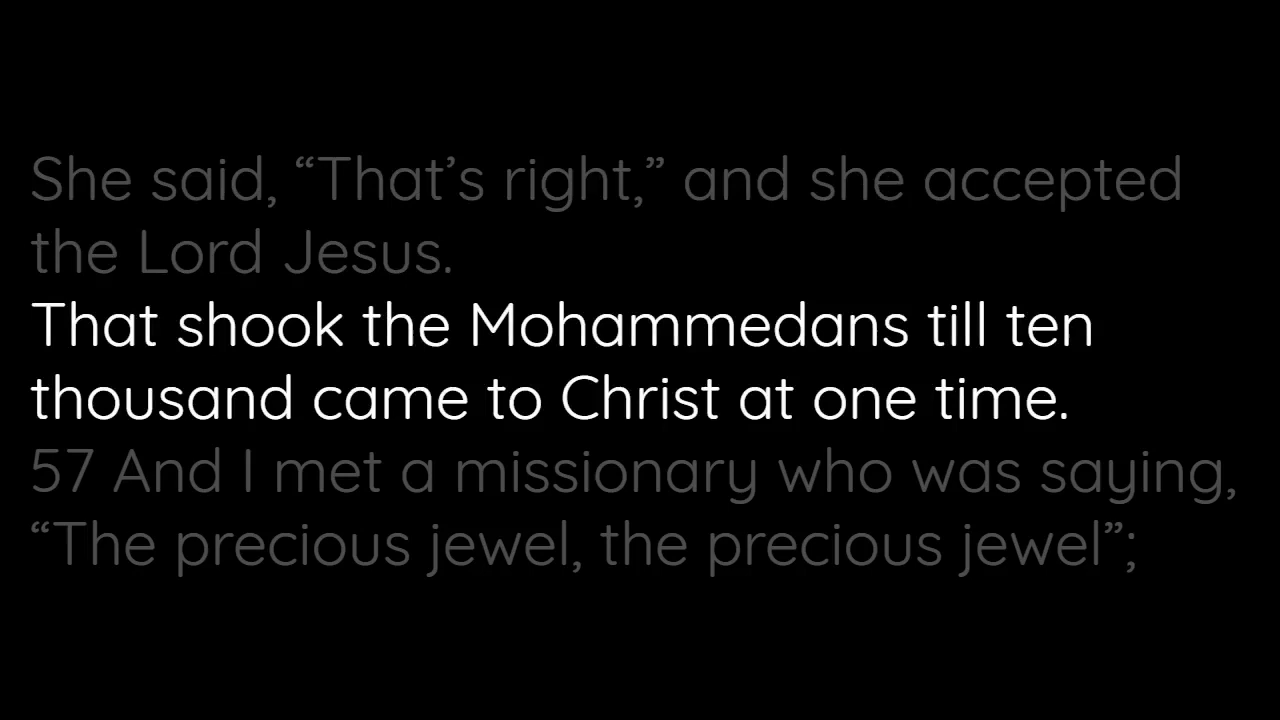 She said, “That’s right,” and she accepted
the Lord Jesus.
That shook the Mohammedans till ten
thousand came to Christ at one time.
57 And I met a missionary who was saying,
“The precious jewel, the precious jewel”;